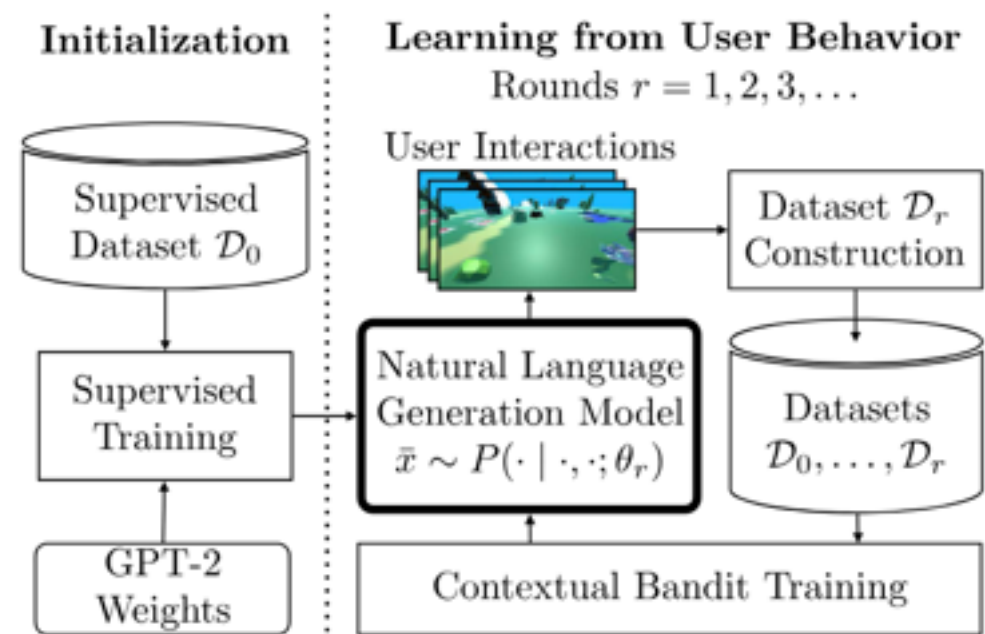 Initialization
Supervised
Dataset 𝒟₀
Supervised
Training
GPT-2
Weights
Learning from User Behavior
Rounds r = 1, 2, 3, . . .
User Interactions
Dataset 𝒟ᵣ
Construction
Natural Language
Generation Model
x̄ ∼ P(· | ·, ·; θᵣ)
Datasets
𝒟₀, . . . , 𝒟ᵣ
Contextual Bandit Training